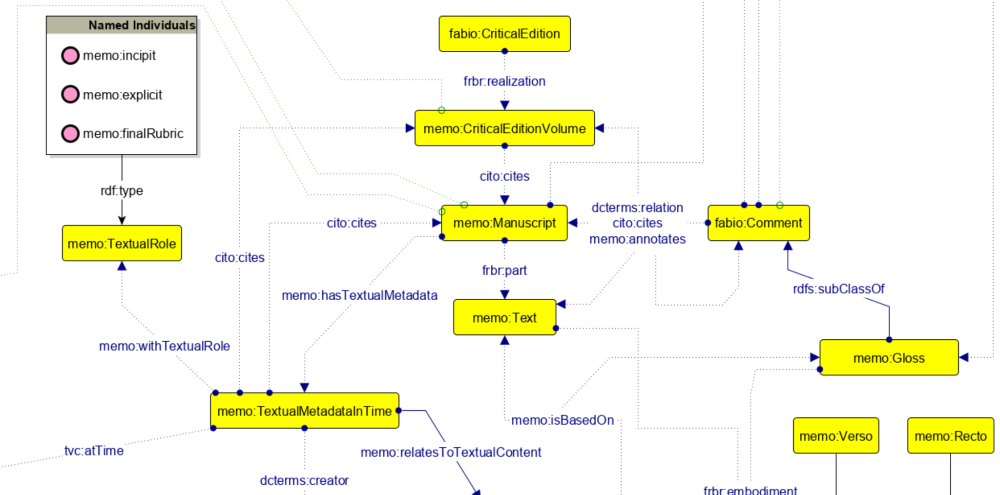 Named Individuals
memo:incipit
memo:explicit
memo:finalRubric
rdf:type
memo:TextualRole
fabio:CriticalEdition
frbr:realization
memo:CriticalEditionVolume
cito:cites
dcterms:relation
cito:cites
memo:annotates
cito:cites
memo:Manuscript
fabio:Comment
cito:cites
frbr:part
memo:hasTextualMetadata
rdfs:subClassOf
memo:Text
memo:withTextualRole
memo:Gloss
memo:TextualMetadataInTime
memo:isBasedOn
memo:Verso
memo:Recto
tvc:atTime
memo:relatesToTextualContent
dcterms:creator
frbr:embodiment